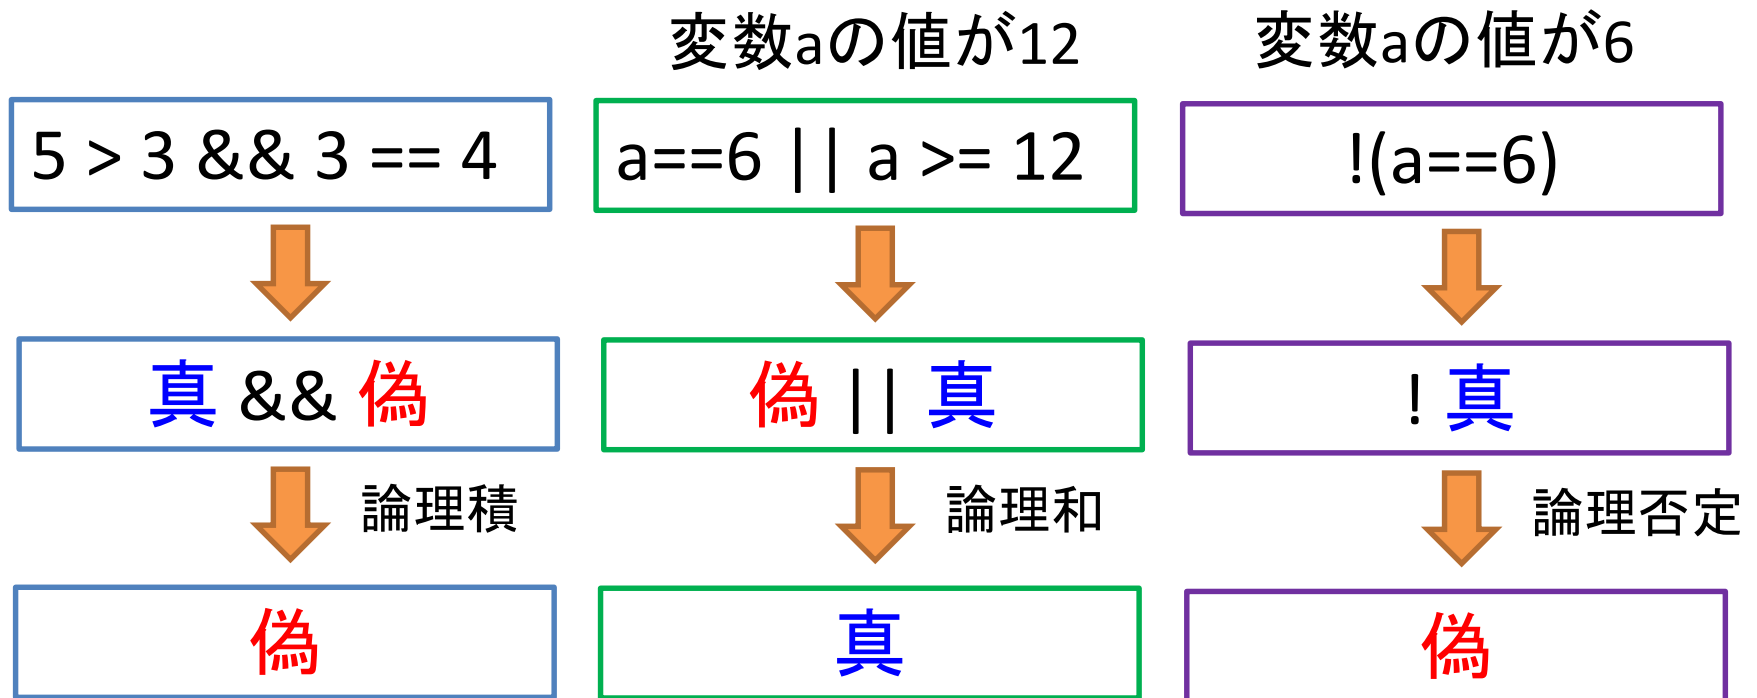 変数aの値が12
変数aの値が6
5 > 3 && 3 == 4
a==6 || a >= 12
!(a==6)
真 && 偽
偽 || 真
! 真
論理積
論理和
論理否定
偽
真
偽